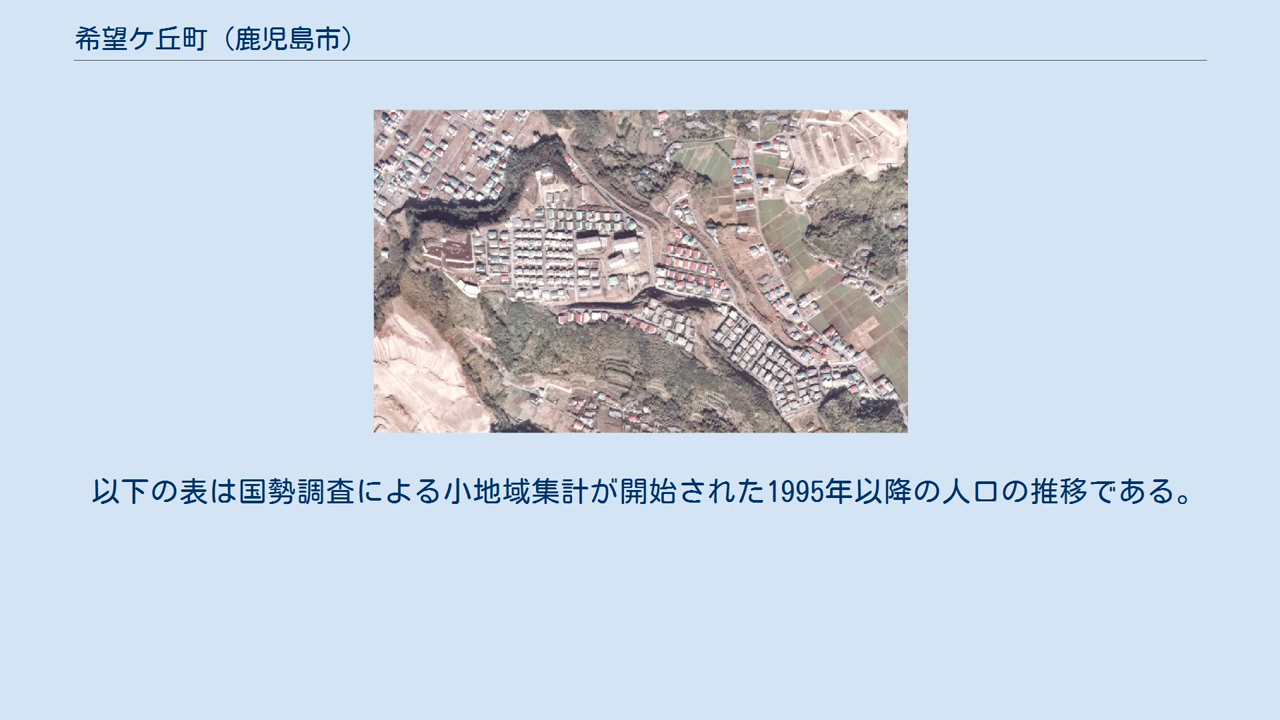 希望ケ丘町（鹿児島市）
以下の表は国勢調査による小地域集計が開始された1995年以降の人口の推移である。